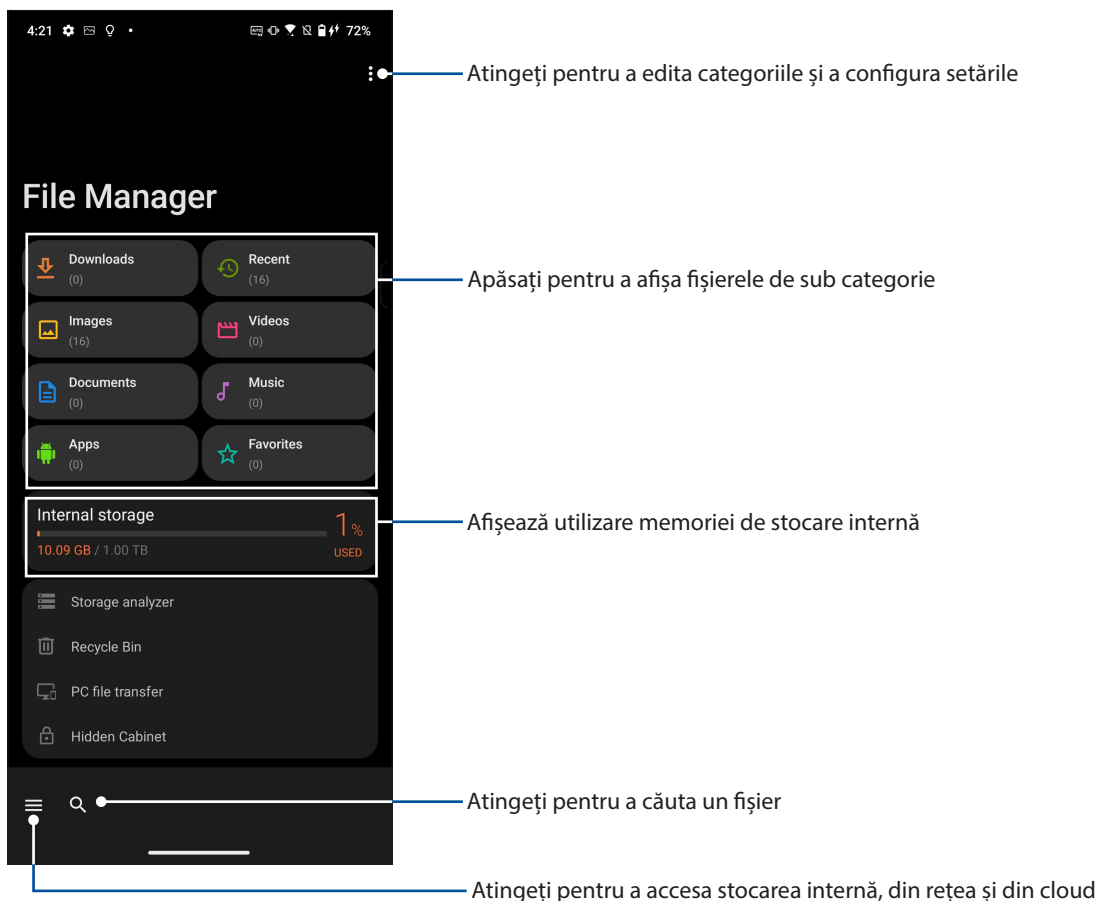 4:21 72%
Atingeți pentru a edita categoriile și a configura setările
File Manager
Downloads
(0)
Recent
(16)
Apăsați pentru a afișa fișierele de sub categorie
Images
(16)
Videos
(0)
Documents
(0)
Music
(0)
Apps
(0)
Favorites
(0)
Internal storage
1%
10.09 GB / 1.00 TB
USED
Afișează utilizare memoriei de stocare internă
Storage analyzer
Recycle Bin
PC file transfer
Hidden Cabinet
Atingeți pentru a căuta un fișier
Atingeți pentru a accesa stocarea internă, din rețea și din cloud